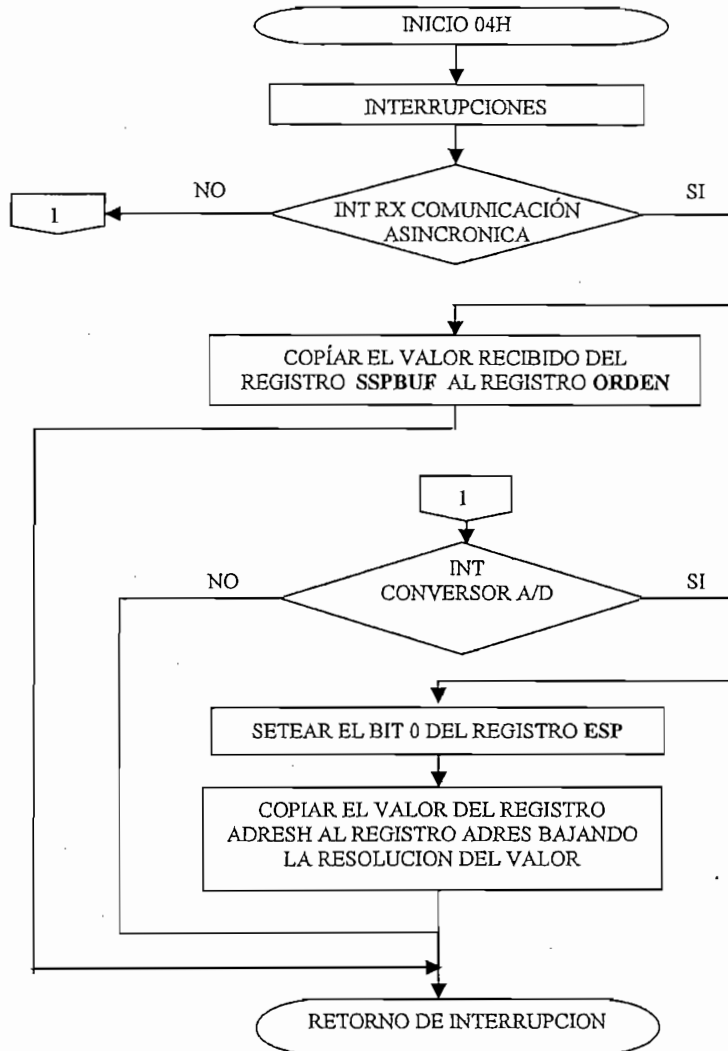 INICIO 04H
INTERRUPCIONES
NO
SI
1
INT RX COMUNICACIÓN
ASINCRONICA
COPÍAR EL VALOR RECIBIDO DEL
REGISTRO SSPBUF AL REGISTRO ORDEN
1
NO
INT
SI
CONVERSOR A/D
SETEAR EL BIT 0 DEL REGISTRO ESP
COPIAR EL VALOR DEL REGISTRO
ADRESH AL REGISTRO ADRES BAJANDO
LA RESOLUCION DEL VALOR
RETORNO DE INTERRUPCION